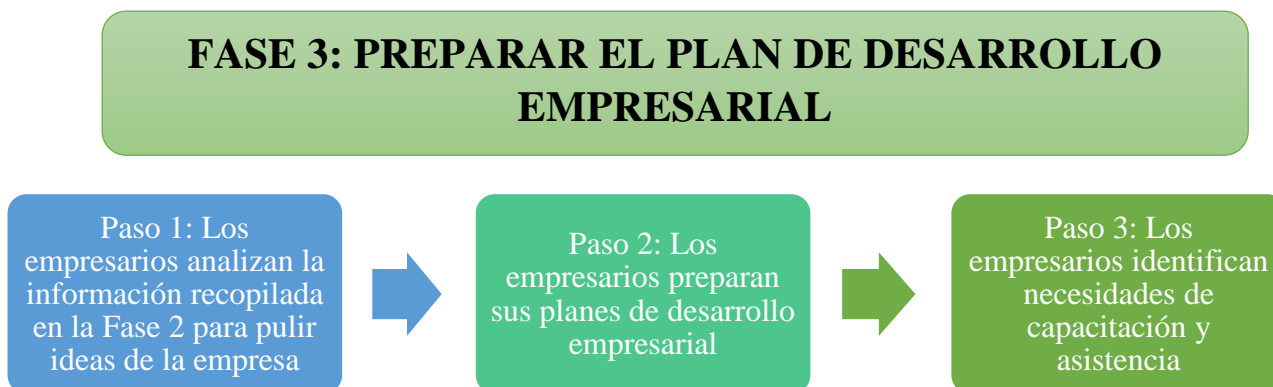 FASE 3: PREPARAR EL PLAN DE DESARROLLO
EMPRESARIAL
Paso 1: Los
empresarios analizan la
información recopilada
en la Fase 2 para pulir
ideas de la empresa
Paso 2: Los
empresarios preparan
sus planes de desarrollo
empresarial
Paso 3: Los
empresarios identifican
necesidades de
capacitación y
asistencia